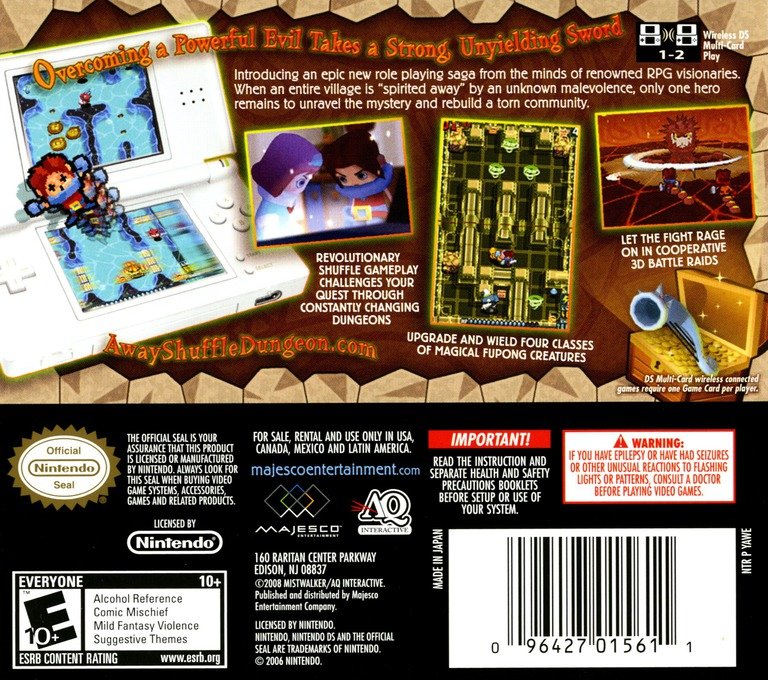 Overcoming a Powerful Evil Takes a Strong, Unyielding Sword
Wireless DS
Multi-Card
Play
1-2
Introducing an epic new role playing saga from the minds of renowned RPG visionaries.
When an entire village is "spirited away" by an unknown malevolence, only one hero
remains to unravel the mystery and rebuild a torn community.
REVOLUTIONARY
SHUFFLE GAMEPLAY
CHALLENGES YOUR
QUEST THROUGH
CONSTANTLY CHANGING
DUNGEONS
UPGRADE AND WIELD FOUR CLASSES
OF MAGICAL FUPONG CREATURES
LET THE FIGHT RAGE
ON IN COOPERATIVE
3D BATTLE RAIDS
AwayShuffleDungeon.com
DS Multi-Card wireless connected
games require one Game Card per player.
Official
Nintendo
Seal
THE OFFICIAL SEAL IS YOUR
ASSURANCE THAT THIS PRODUCT
IS LICENSED OR MANUFACTURED
BY NINTENDO. ALWAYS LOOK FOR
THIS SEAL WHEN BUYING VIDEO
GAME SYSTEMS, ACCESSORIES,
GAMES AND RELATED PRODUCTS.
LICENSED BY
Nintendo
EVERYONE 10+
E
10+
TM
Alcohol Reference
Comic Mischief
Mild Fantasy Violence
Suggestive Themes
ESRB CONTENT RATING www.esrb.org
FOR SALE, RENTAL AND USE ONLY IN USA,
CANADA, MEXICO AND LATIN AMERICA.
majescoentertainment.com
MAJESCO
ENTERTAINMENT
AQ
INTERACTIVE
160 RARITAN CENTER PARKWAY
EDISON, NJ 08837
©2008 MISTWALKER/AQ INTERACTIVE.
Published and distributed by Majesco
Entertainment Company.
LICENSED BY NINTENDO.
NINTENDO, NINTENDO DS AND THE OFFICIAL
SEAL ARE TRADEMARKS OF NINTENDO.
© 2006 NINTENDO.
IMPORTANT!
READ THE INSTRUCTION AND
SEPARATE HEALTH AND SAFETY
PRECAUTIONS BOOKLETS
BEFORE SETUP OR USE OF
YOUR SYSTEM.
WARNING:
IF YOU HAVE EPILEPSY OR HAVE HAD SEIZURES
OR OTHER UNUSUAL REACTIONS TO FLASHING
LIGHTS OR PATTERNS, CONSULT A DOCTOR
BEFORE PLAYING VIDEO GAMES.
MADE IN JAPAN
NTR P YAWE
0 96427 01561 1